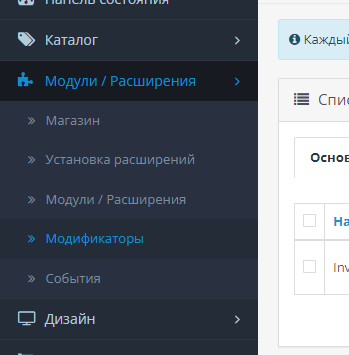 Панель состояния
Каталог
Каждый
Модули / Расширения
Спис
Магазин
Установка расширений
Основ
Модули / Расширения
На
Модификаторы
Inv
События
Дизайн